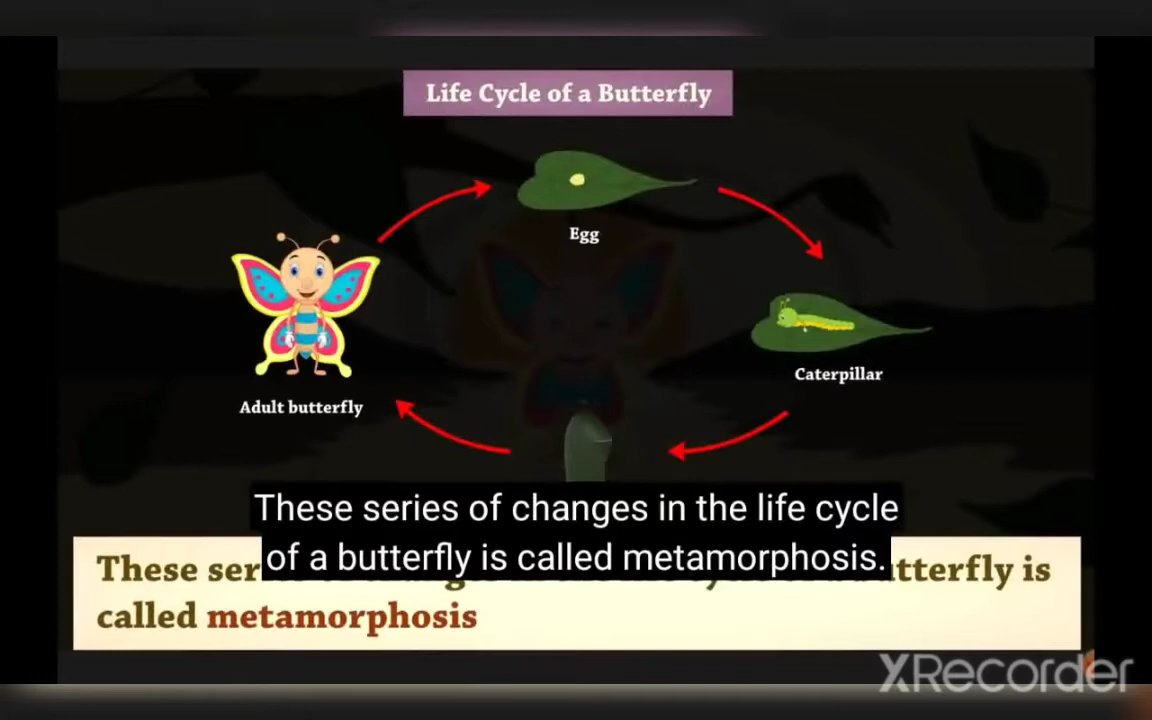 Life Cycle of a Butterfly
Egg
Caterpillar
Adult butterfly
These series of changes in the life cycle
of a butterfly is called metamorphosis.
These ser
tterfly is
called metamorphosis
XRecorder